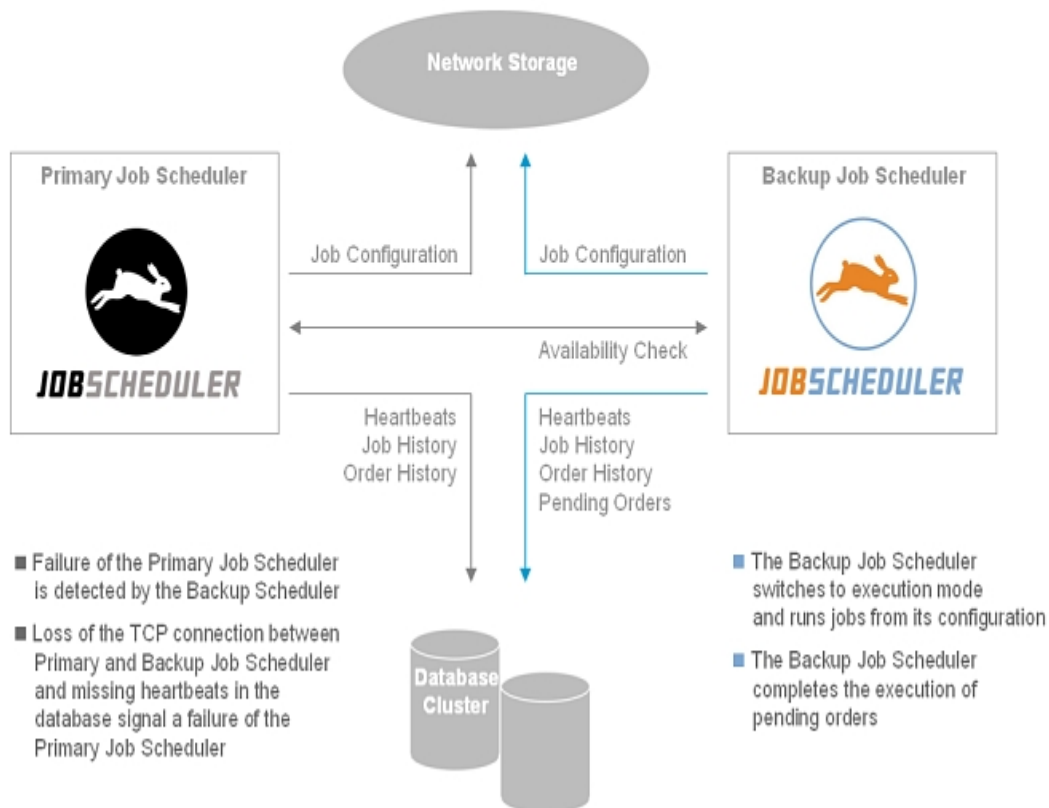 Network Storage
Primary Job Scheduler
JOBSCHEDULER
Backup Job Scheduler
JOBSCHEDULER
Job Configuration
Job Configuration
Availability Check
Heartbeats
Job History
Order History
Heartbeats
Job History
Order History
Pending Orders
Failure of the Primary Job Scheduler
is detected by the Backup Scheduler
Loss of the TCP connection between
Primary and Backup Job Scheduler
and missing heartbeats in the
database signal a failure of the
Primary Job Scheduler
Database
Cluster
The Backup Job Scheduler
switches to execution mode
and runs jobs from its configuration
The Backup Job Scheduler
completes the execution of
pending orders